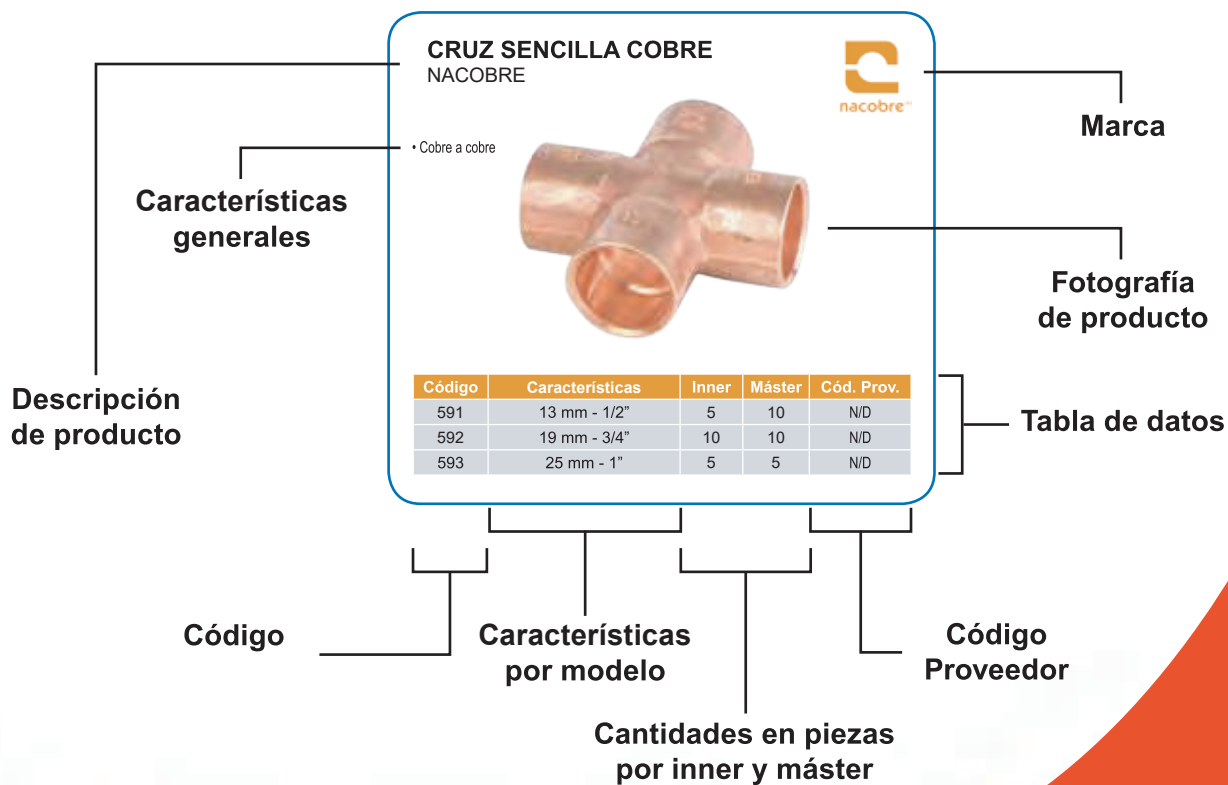 CRUZ SENCILLA COBRE
NACOBRE
nacobre
Marca
• Cobre a cobre
Características
generales
Fotografía
de producto
Descripción
de producto
Código Características Inner Máster Cód. Prov.
591 13 mm - 1/2” 5 10 N/D
592 19 mm - 3/4” 10 10 N/D
593 25 mm - 1” 5 5 N/D
Tabla de datos
Código
Características
por modelo
Código
Proveedor
Cantidades en piezas
por inner y máster